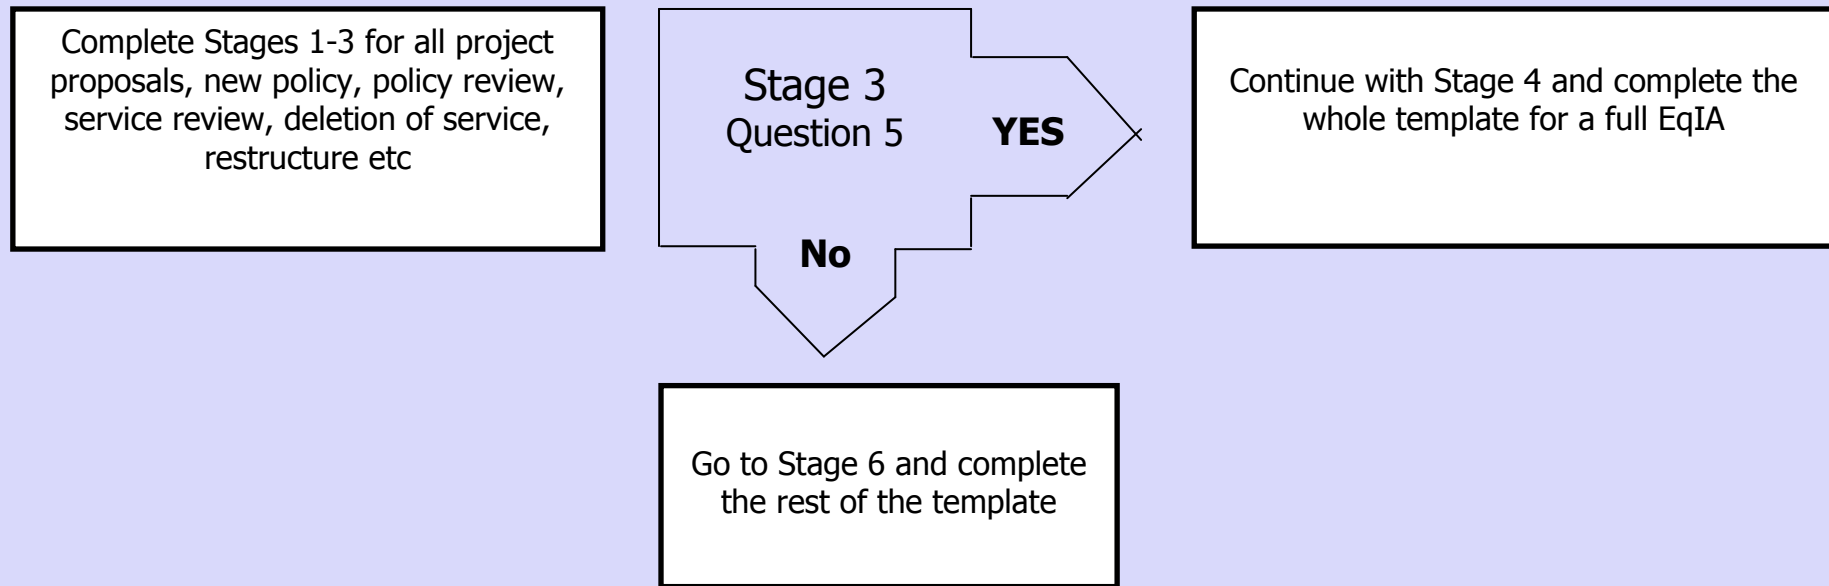 Complete Stages 1-3 for all project
proposals, new policy, policy review,
service review, deletion of service,
restructure etc
Stage 3
Question 5
YES
No
Continue with Stage 4 and complete the
whole template for a full EqIA
Go to Stage 6 and complete
the rest of the template